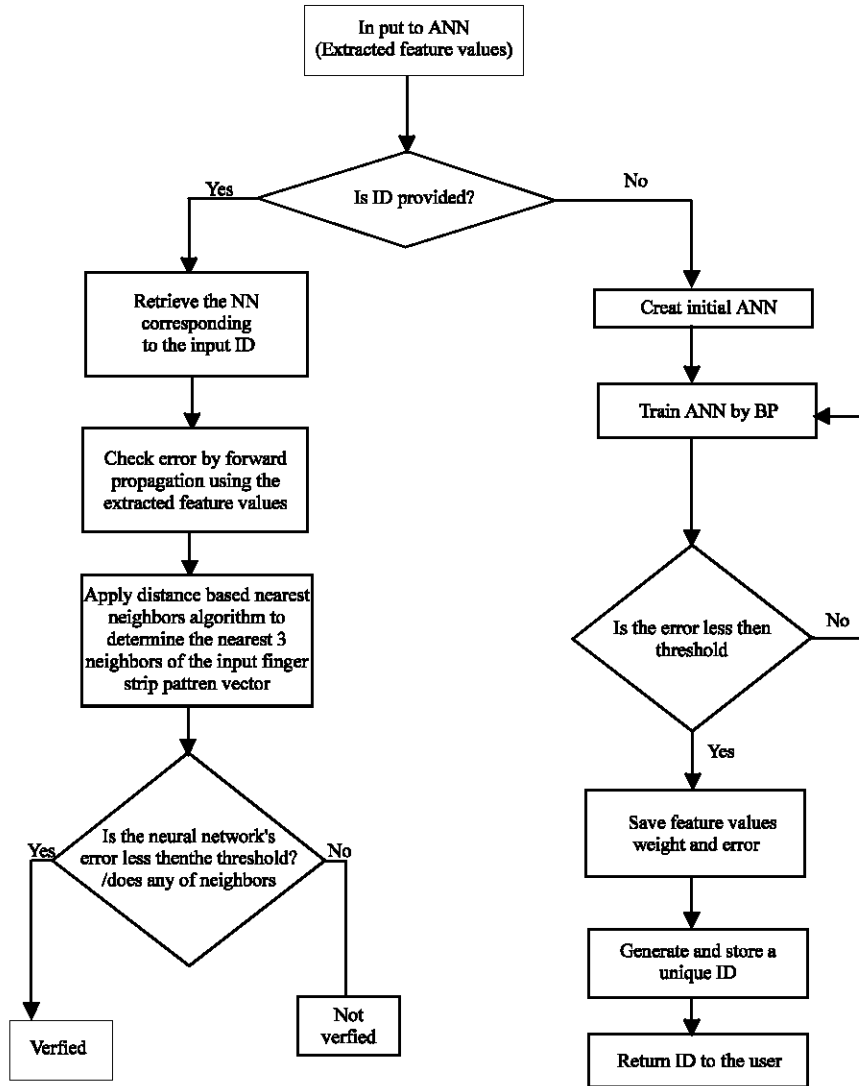 In put to ANN
(Extracted feature values)
Yes
Is ID provided?
No
Retrieve the NN
corresponding
to the input ID
Check error by forward
propagation using the
extracted feature values
Apply distance based nearest
neighbors algorithm to
determine the nearest 3
neighbors of the input finger
strip pattren vector
Is the neural network's
error less thenthe threshold?
/does any of neighbors
Yes
No
Verfied
Not
verfied
Creat initial ANN
Train ANN by BP
Is the error less then
threshold
No
Yes
Save feature values
weight and error
Generate and store a
unique ID
Return ID to the user